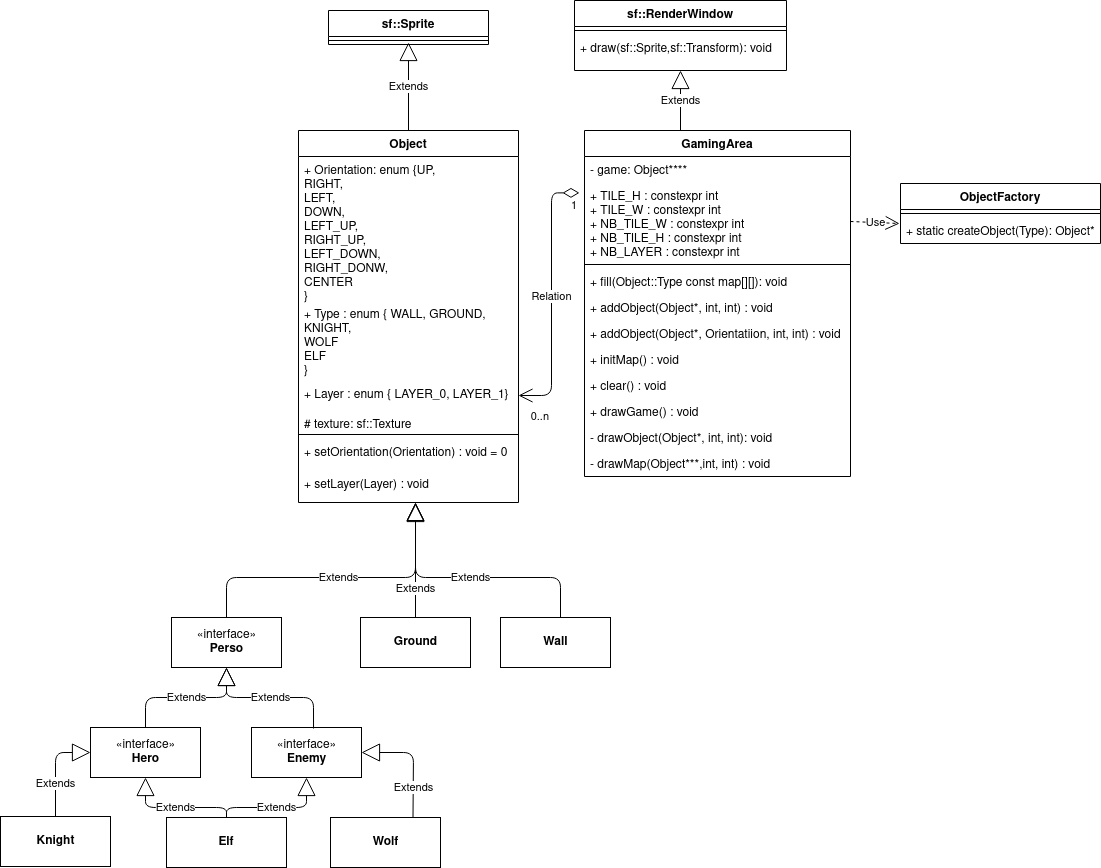 sf::Sprite
Extends
sf::RenderWindow
+ draw(sf::Sprite,sf::Transform): void
Extends
Object
+ Orientation: enum {UP,
RIGHT,
LEFT,
DOWN,
LEFT_UP,
RIGHT_UP,
LEFT_DOWN,
RIGHT_DONW,
CENTER
}
+ Type : enum { WALL, GROUND,
KNIGHT,
WOLF
ELF
}
+ Layer : enum { LAYER_0, LAYER_1}
# texture: sf::Texture
+ setOrientation(Orientation) : void = 0
+ setLayer(Layer) : void
1
Relation
0..n
GamingArea
- game: Object****
+ TILE_H : constexpr int
+ TILE_W : constexpr int
+ NB_TILE_W : constexpr int
+ NB_TILE_H : constexpr int
+ NB_LAYER : constexpr int
+ fill(Object::Type const map[][]): void
+ addObject(Object*, int, int) : void
+ addObject(Object*, Orientatiion, int, int) : void
+ initMap() : void
+ clear() : void
+ drawGame() : void
- drawObject(Object*, int, int): void
- drawMap(Object***,int, int) : void
Use
ObjectFactory
+ static createObject(Type): Object*
Extends
Extends
Extends
«interface»
Perso
Ground
Wall
Extends
Extends
«interface»
Hero
«interface»
Enemy
Extends
Extends
Extends
Extends
Knight
Elf
Wolf